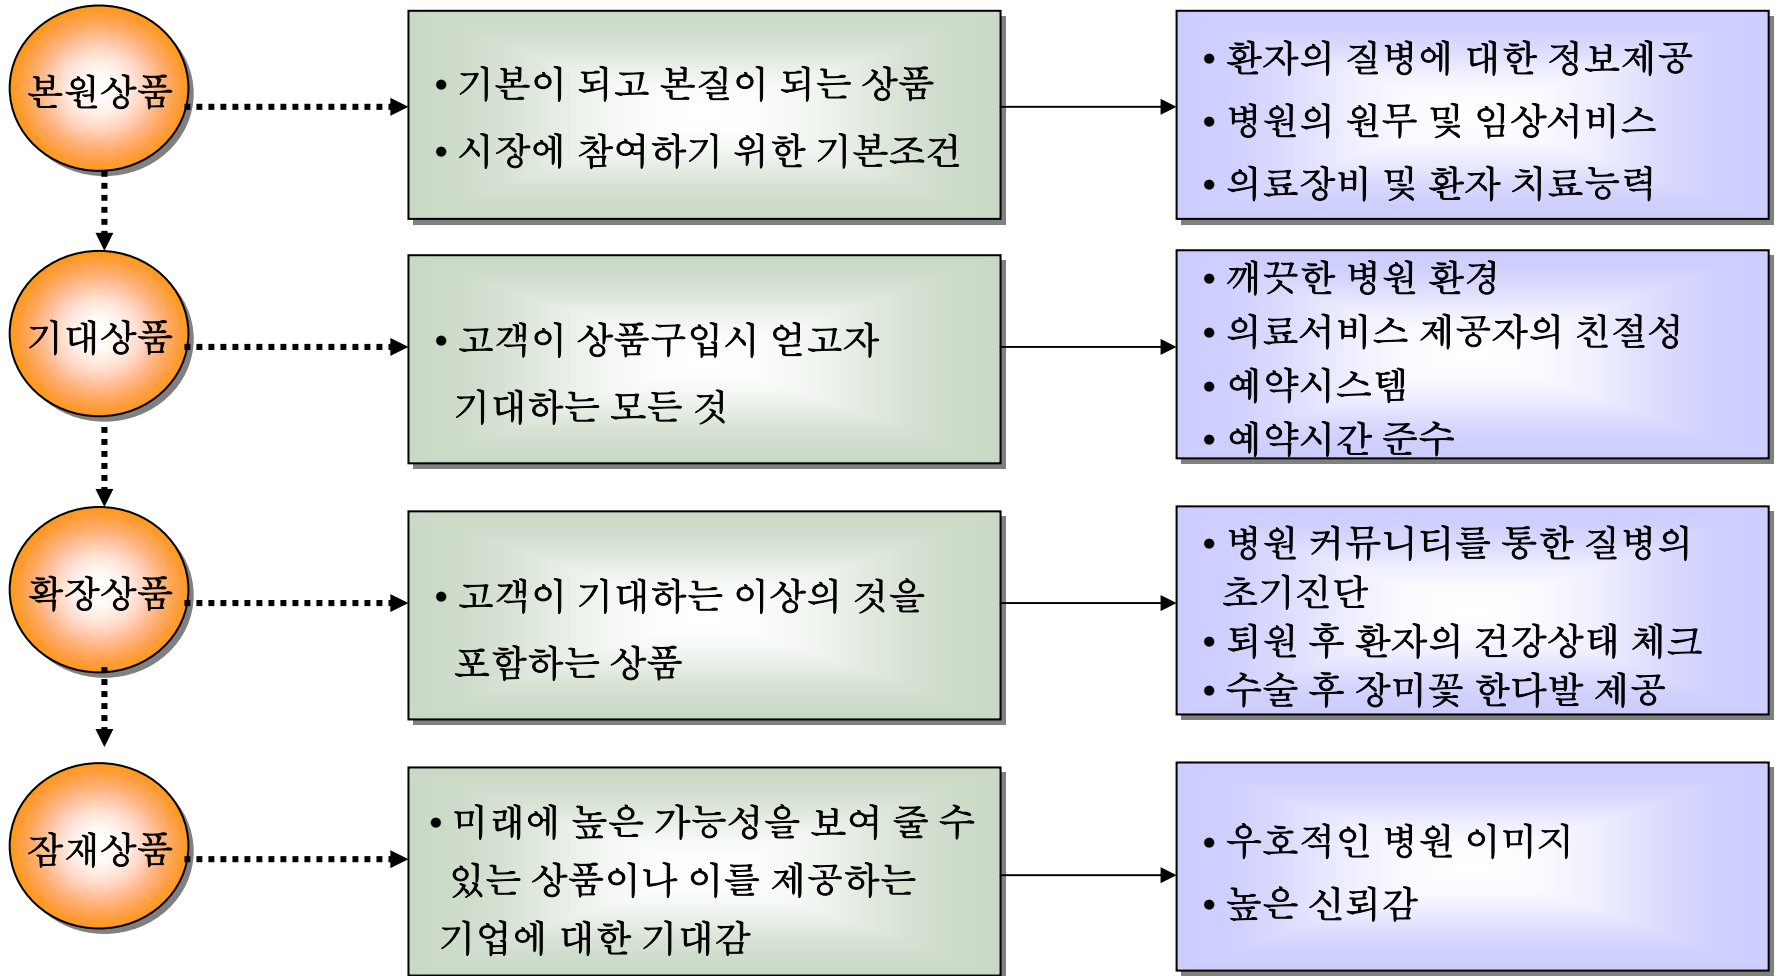 본원상품
• 기본이 되고 본질이 되는 상품
• 시장에 참여하기 위한 기본조건
• 환자의 질병에 대한 정보제공
• 병원의 원무 및 임상서비스
• 의료장비 및 환자 치료능력
기대상품
• 고객이 상품구입시 얻고자
기대하는 모든 것
• 깨끗한 병원 환경
• 의료서비스 제공자의 친절성
• 예약시스템
• 예약시간 준수
확장상품
• 고객이 기대하는 이상의 것을
포함하는 상품
• 병원 커뮤니티를 통한 질병의
초기진단
• 퇴원 후 환자의 건강상태 체크
• 수술 후 장미꽃 한다발 제공
잠재상품
• 미래에 높은 가능성을 보여 줄 수
있는 상품이나 이를 제공하는
기업에 대한 기대감
• 우호적인 병원 이미지
• 높은 신뢰감